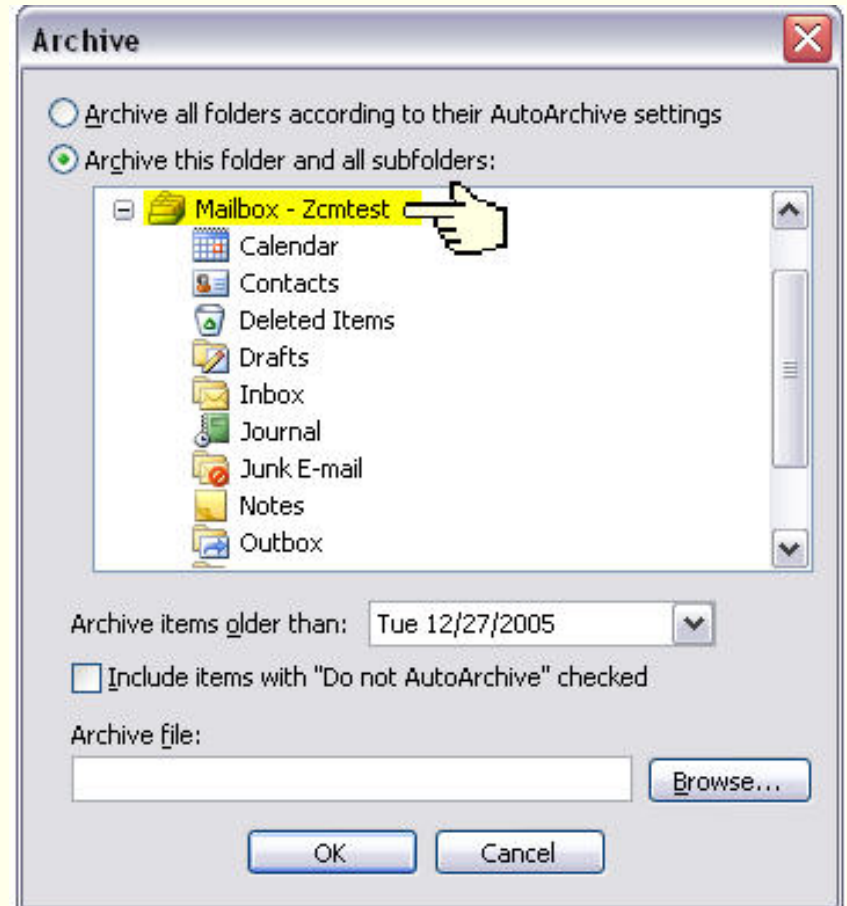 Archive
Archive all folders according to their AutoArchive settings
Archive this folder and all subfolders:
Mailbox - Zcmtest
Calendar
Contacts
Deleted Items
Drafts
Inbox
Journal
Junk E-mail
Notes
Outbox
Archive items older than: Tue 12/27/2005
Include items with "Do not AutoArchive" checked
Archive file:
Browse...
OK Cancel